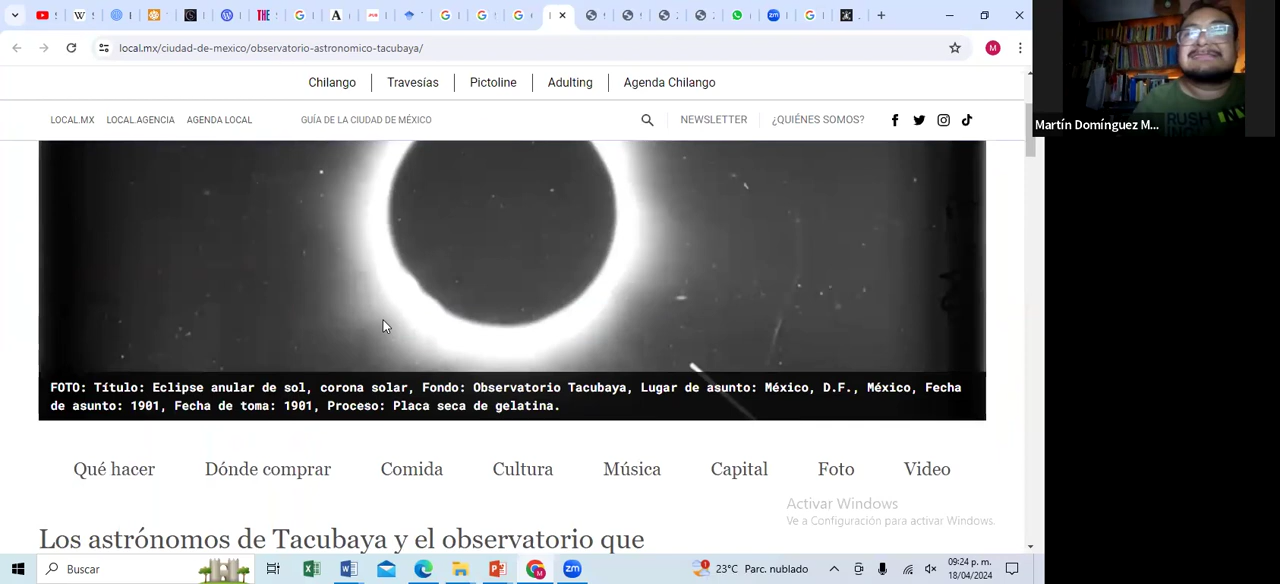 local.mx/ciudad-de-mexico/observatorio-astronomico-tacubaya/
M
Chilango
Travesías
Pictoline
Adulting
Agenda Chilango
LOCAL.MX
LOCAL.AGENCIA
AGENDA LOCAL
GUÍA DE LA CIUDAD DE MÉXICO
NEWSLETTER
¿QUIÉNES SOMOS?
Martín Domínguez M...
FOTO: Título: Eclipse anular de sol, corona solar, Fondo: Observatorio Tacubaya, Lugar de asunto: México, D.F., México, Fecha
de asunto: 1901, Fecha de toma: 1901, Proceso: Placa seca de gelatina.
Qué hacer
Dónde comprar
Comida
Cultura
Música
Capital
Foto
Video
Activar Windows
Ve a Configuración para activar Windows.
Los astrónomos de Tacubaya y el observatorio que
Buscar
23°C Parc. nublado
09:24 p. m.
18/04/2024